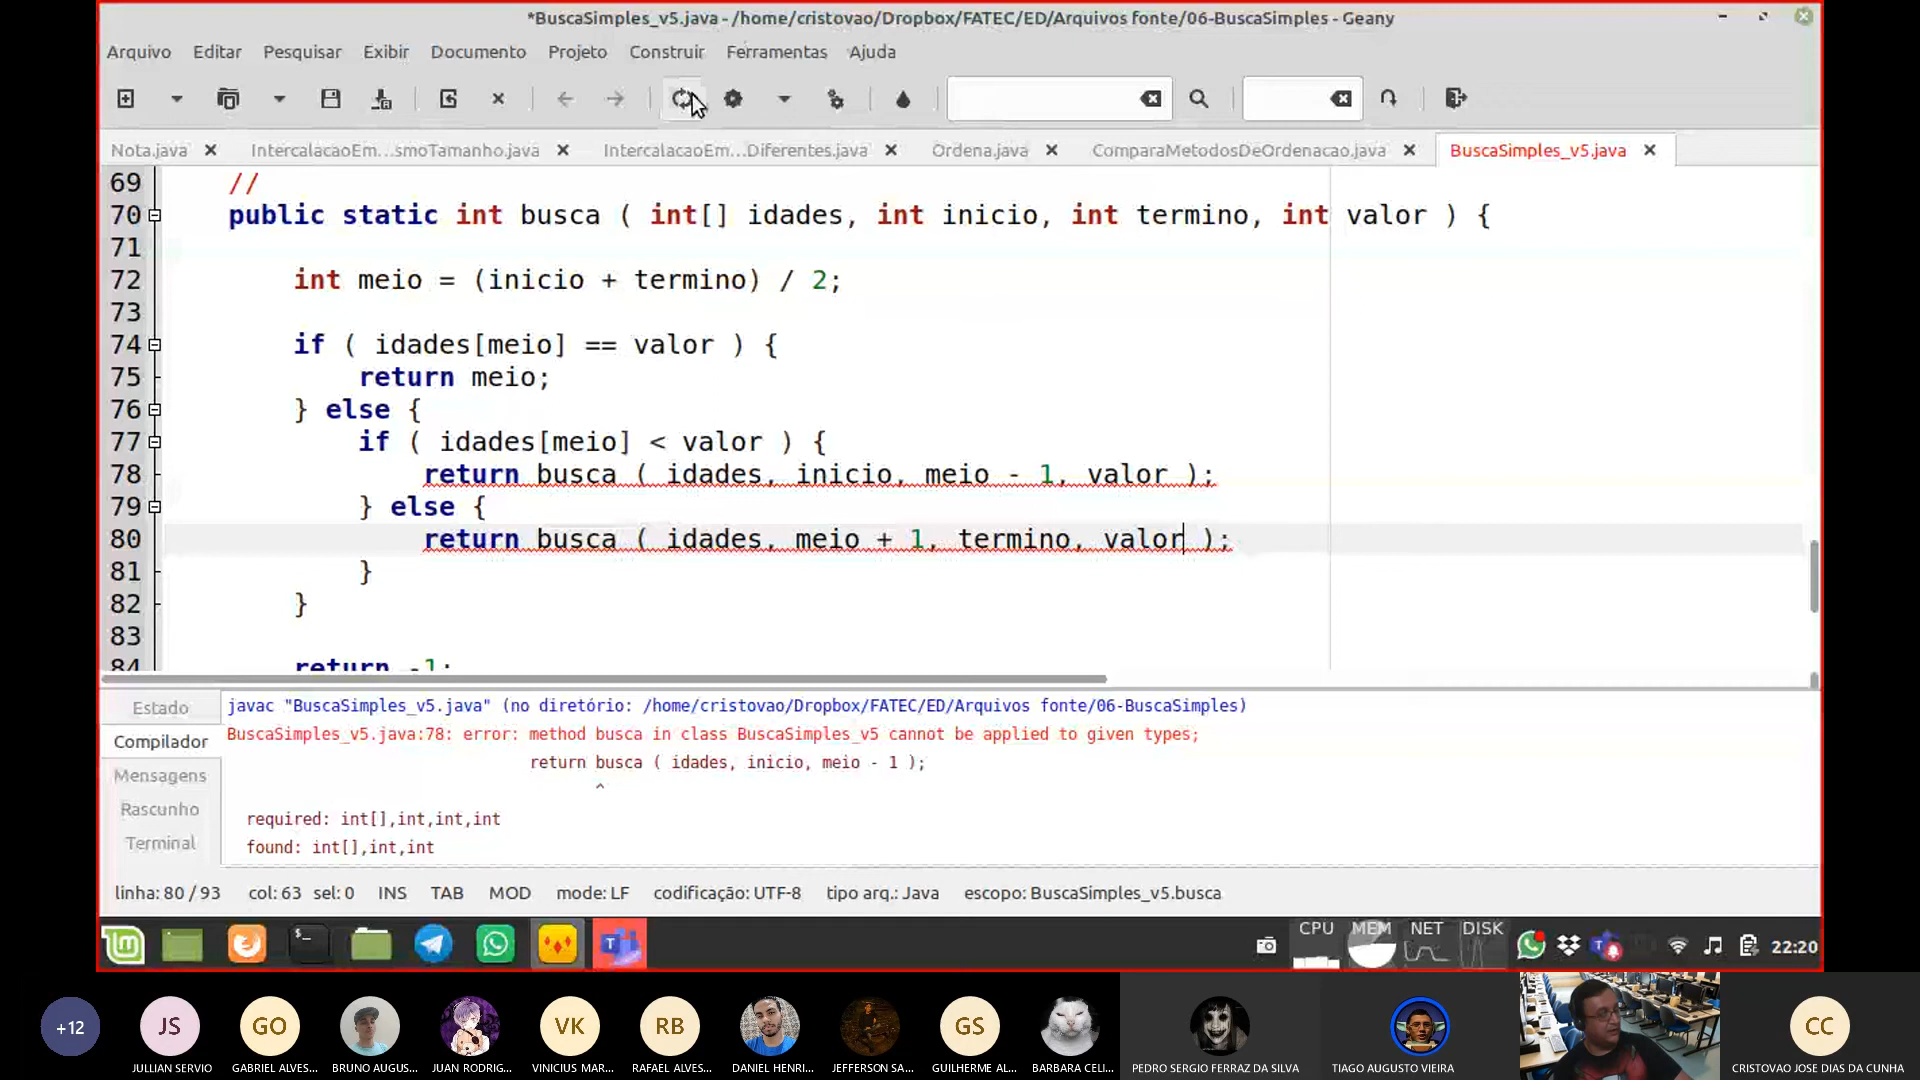 *BuscaSimples_v5.java - /home/cristovao/Dropbox/FATEC/ED/Arquivos fonte/06-BuscaSimples - Geany
Arquivo Editar Pesquisar Exibir Documento Projeto Construir Ferramentas Ajuda
Nota.java IntercalacaoEm...smoTamanho.java IntercalacaoEm...Diferentes.java Ordena.java ComparaMetodosDeOrdenacao.java BuscaSimples_v5.java
69 //
70 public static int busca ( int[] idades, int inicio, int termino, int valor ) {
71
72 int meio = (inicio + termino) / 2;
73
74 if ( idades[meio] == valor ) {
75 return meio;
76 } else {
77 if ( idades[meio] < valor ) {
78 return busca ( idades, inicio, meio - 1, valor );
79 } else {
80 return busca ( idades, meio + 1, termino, valor );
81 }
82 }
83
84 return -1;
Estado
Compilador
Mensagens
Rascunho
Terminal
javac "BuscaSimples_v5.java" (no diretório: /home/cristovao/Dropbox/FATEC/ED/Arquivos fonte/06-BuscaSimples)
BuscaSimples_v5.java:78: error: method busca in class BuscaSimples_v5 cannot be applied to given types;
return busca ( idades, inicio, meio - 1 );
^
required: int[],int,int,int
found: int[],int,int
linha: 80 / 93 col: 63 sel: 0 INS TAB MOD mode: LF codificação: UTF-8 tipo arq.: Java escopo: BuscaSimples_v5.busca
CPU MEM NET DISK 22:20
+12 JS GO VK RB GS CC
JULLIAN SERVIO GABRIEL ALVES... BRUNO AUGUS... JUAN RODRIG... VINICIUS MAR... RAFAEL ALVES... DANIEL HENRI... JEFFERSON SA... GUILHERME AL... BARBARA CELI... PEDRO SERGIO FERRAZ DA SILVA TIAGO AUGUSTO VIEIRA CRISTOVAO JOSE DIAS DA CUNHA